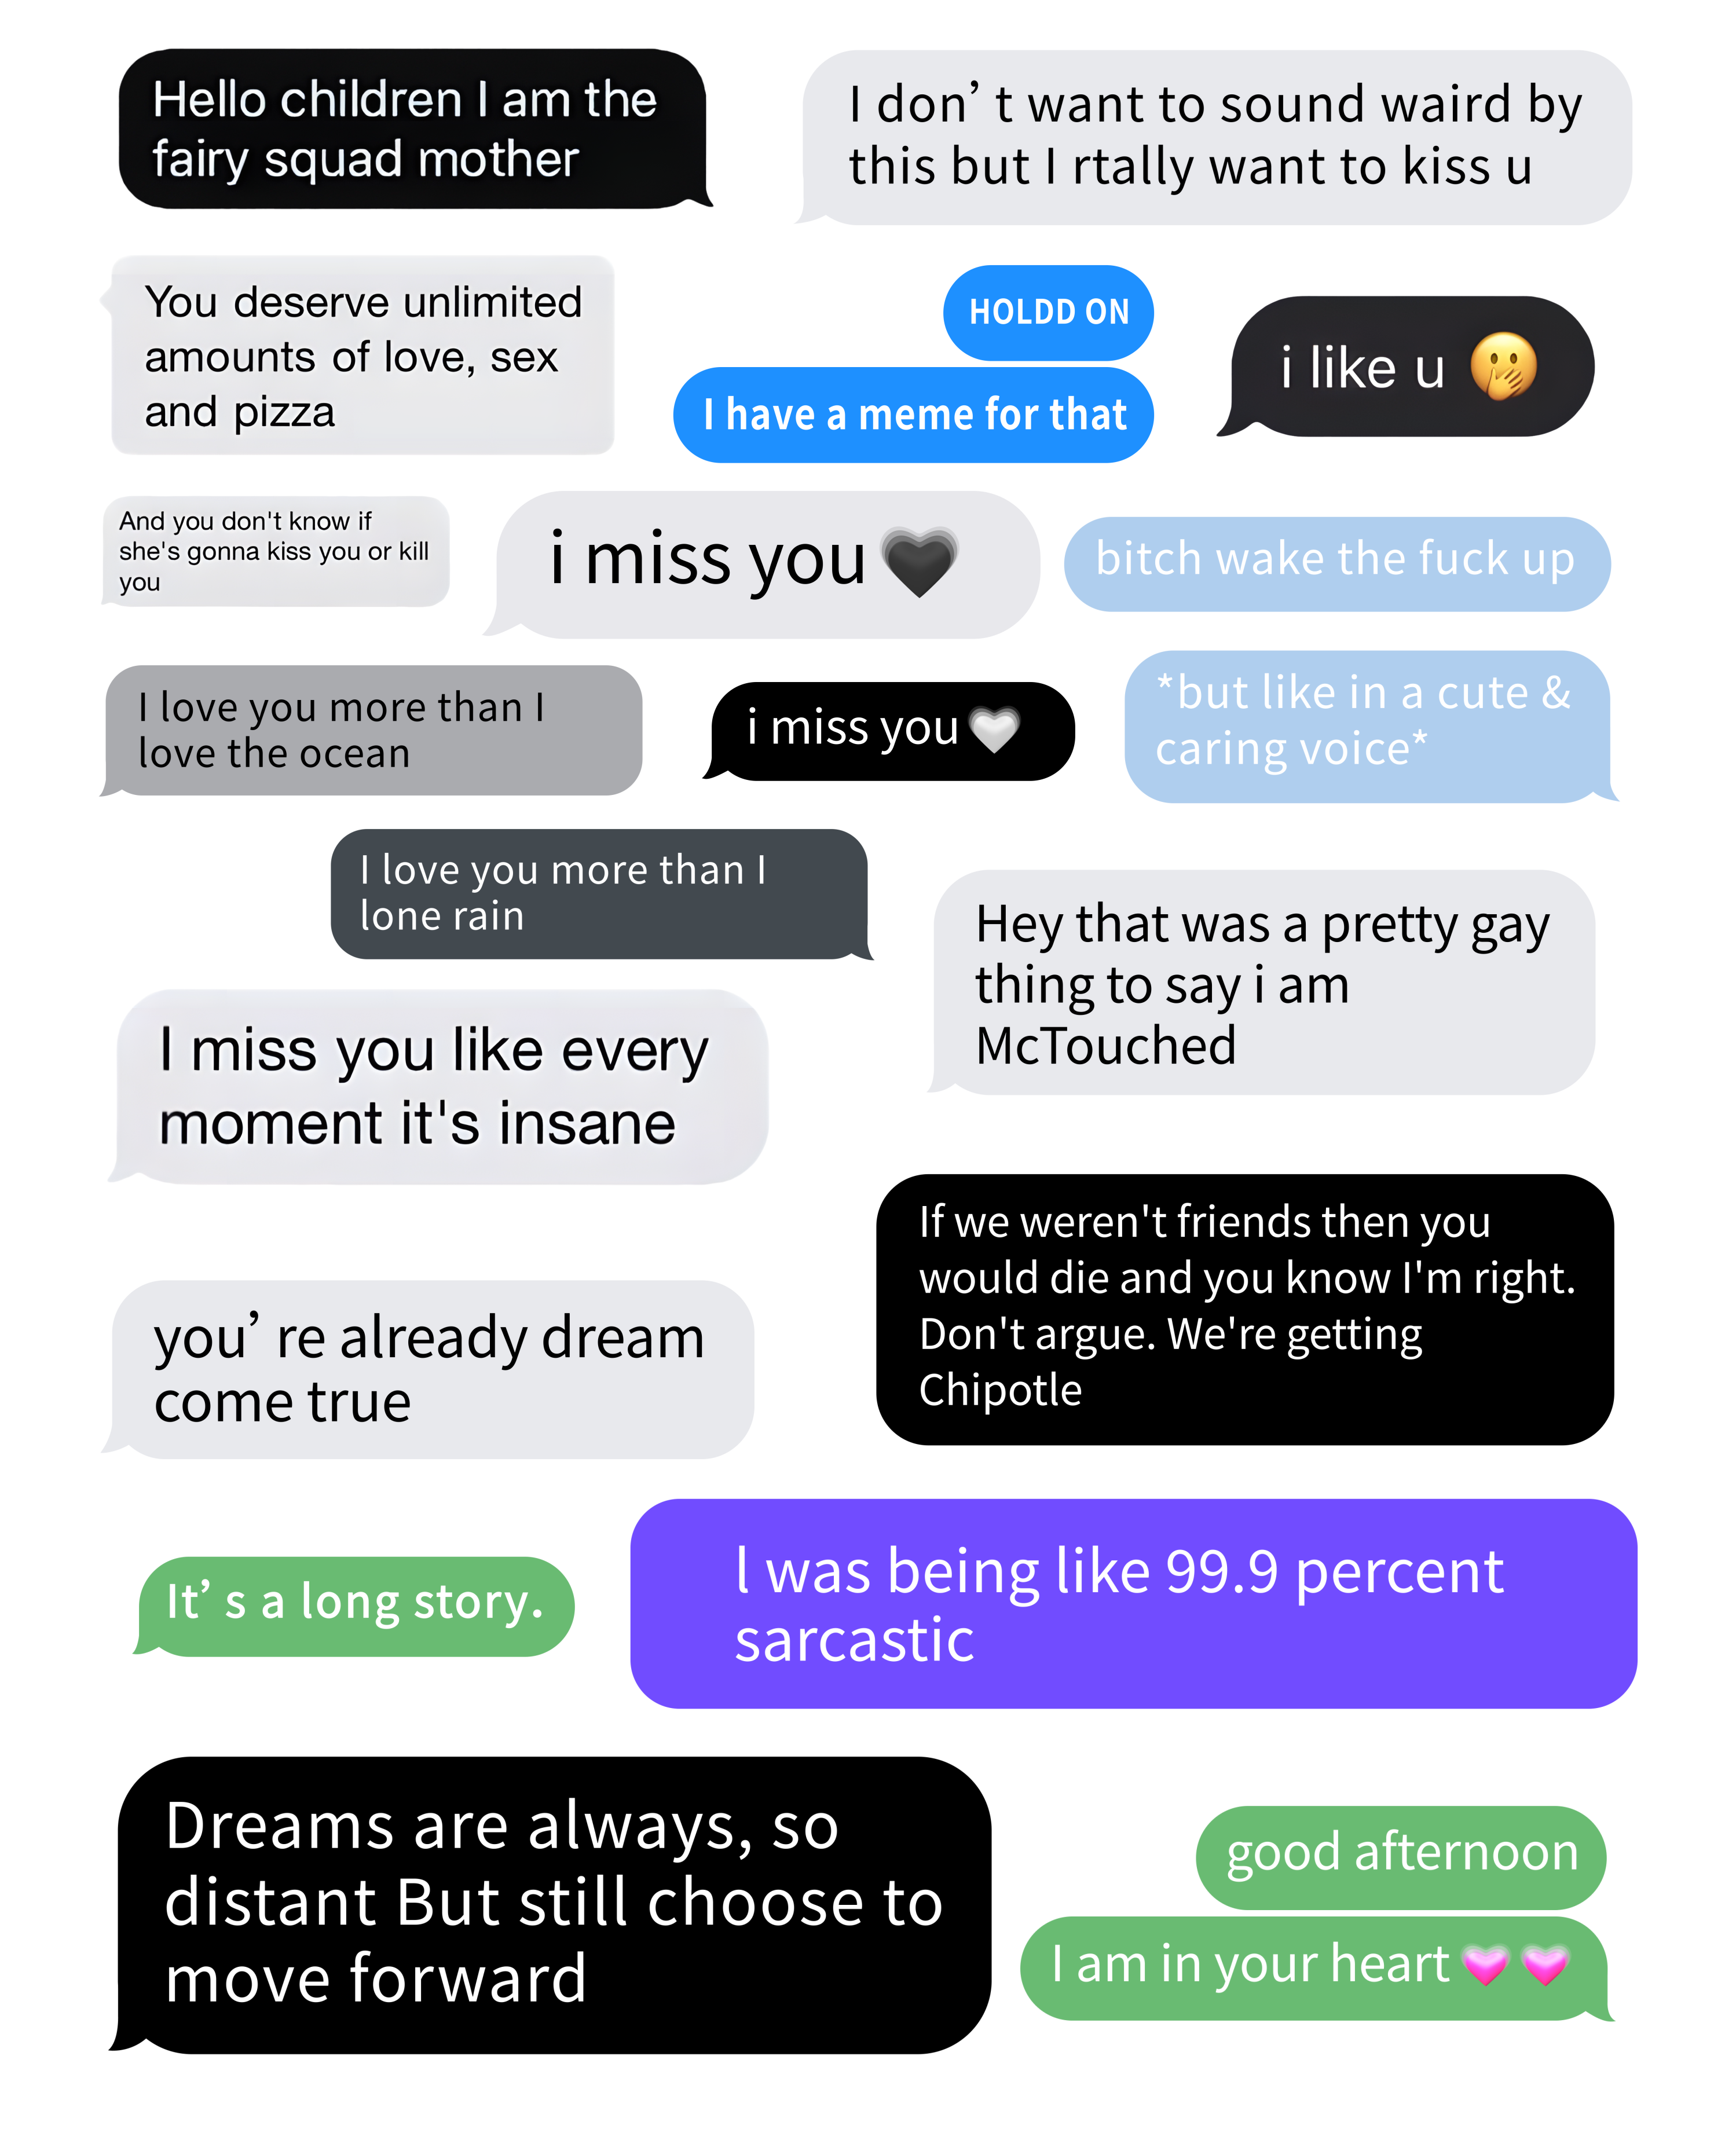 Hello children I am the
fairy squad mother
I don’ t want to sound waird by
this but I rtally want to kiss u
You deserve unlimited
amounts of love, sex
and pizza
HOLDD ON
I have a meme for that
i like u 🤭
And you don't know if
she's gonna kiss you or kill
you
i miss you🖤
bitch wake the fuck up
I love you more than I
love the ocean
i miss you🤍
*but like in a cute &
caring voice*
I love you more than I
lone rain
Hey that was a pretty gay
thing to say i am
McTouched
I miss you like every
moment it's insane
If we weren't friends then you
would die and you know I'm right.
Don't argue. We're getting
Chipotle
you’ re already dream
come true
It’ s a long story.
l was being like 99.9 percent
sarcastic
Dreams are always, so
distant But still choose to
move forward
good afternoon
I am in your heart 💗💗